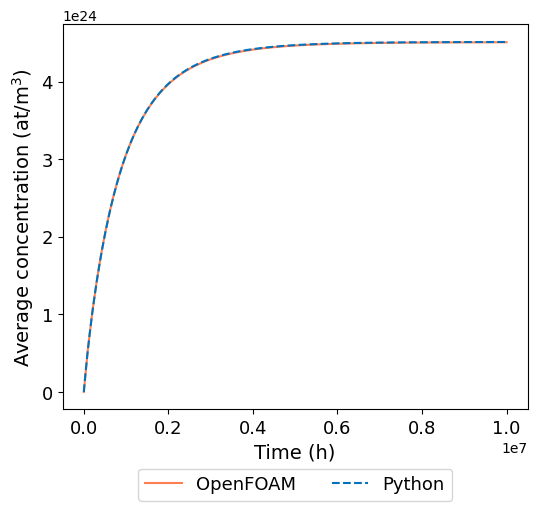 1e24
Average concentration (at/m³)
4
3
2
1
0
0.0 0.2 0.4 0.6 0.8 1.0
1e7
Time (h)
OpenFOAM Python